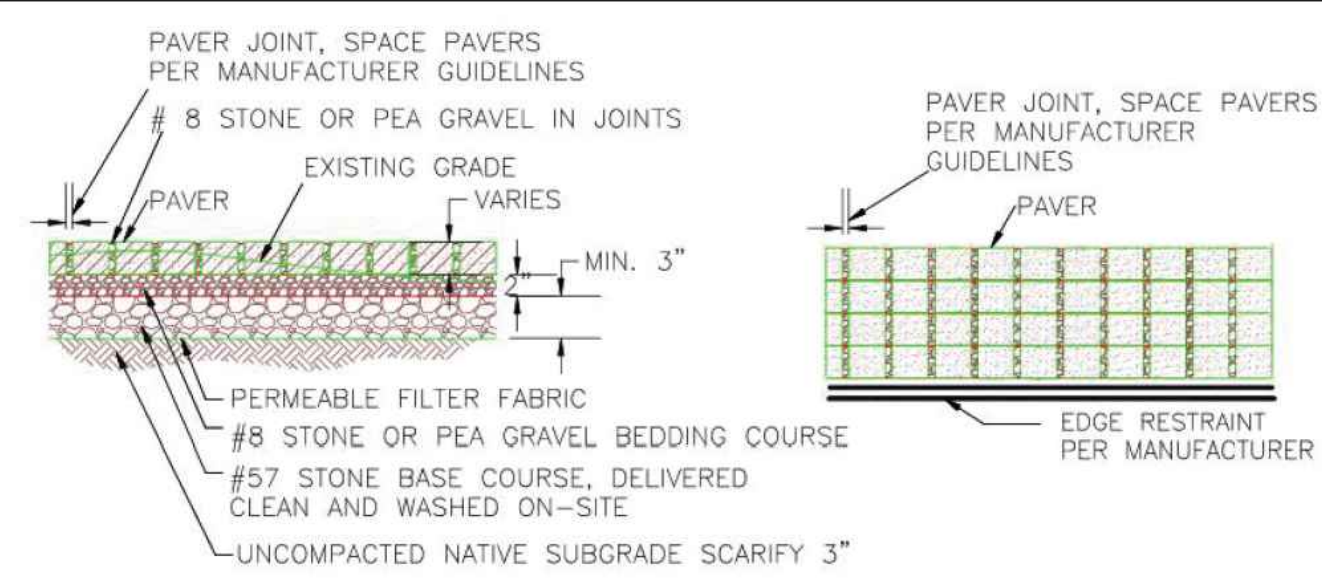 PAVER JOINT, SPACE PAVERS
PER MANUFACTURER GUIDELINES
# 8 STONE OR PEA GRAVEL IN JOINTS
EXISTING GRADE
PAVER
VARIES
MIN. 3"
2"
PERMEABLE FILTER FABRIC
#8 STONE OR PEA GRAVEL BEDDING COURSE
#57 STONE BASE COURSE, DELIVERED
CLEAN AND WASHED ON-SITE
UNCOMPACTED NATIVE SUBGRADE SCARIFY 3"
PAVER JOINT, SPACE PAVERS
PER MANUFACTURER
GUIDELINES
PAVER
EDGE RESTRAINT
PER MANUFACTURER